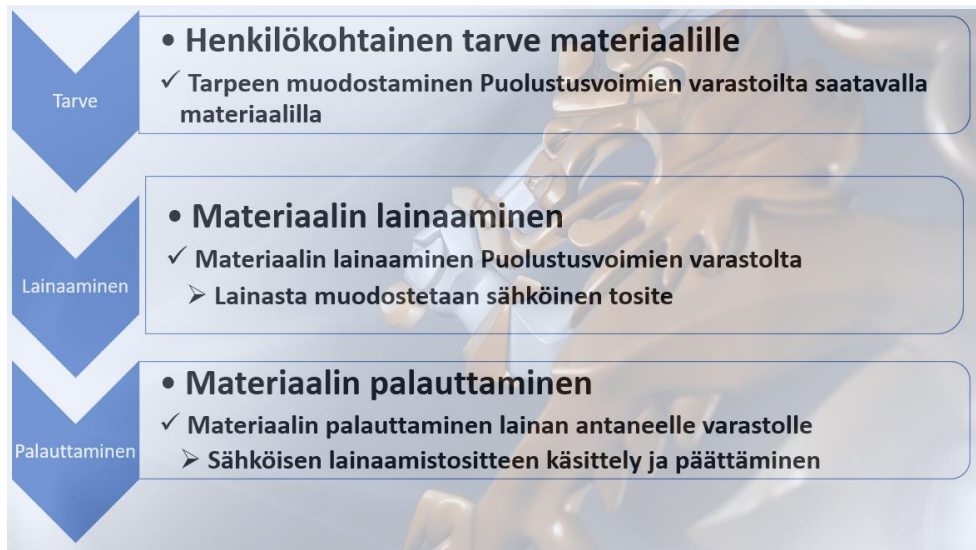 Tarve
• Henkilökohtainen tarve materiaalille
✓ Tarpeen muodostaminen Puolustusvoimien varastoilta saatavalla
materiaalilla
Lainaaminen
• Materiaalin lainaaminen
✓ Materiaalin lainaaminen Puolustusvoimien varastolta
➢ Lainasta muodostetaan sähköinen tosite
Palauttaminen
• Materiaalin palauttaminen
✓ Materiaalin palauttaminen lainan antaneelle varastolle
➢ Sähköisen lainaamistositteen käsittely ja päättäminen